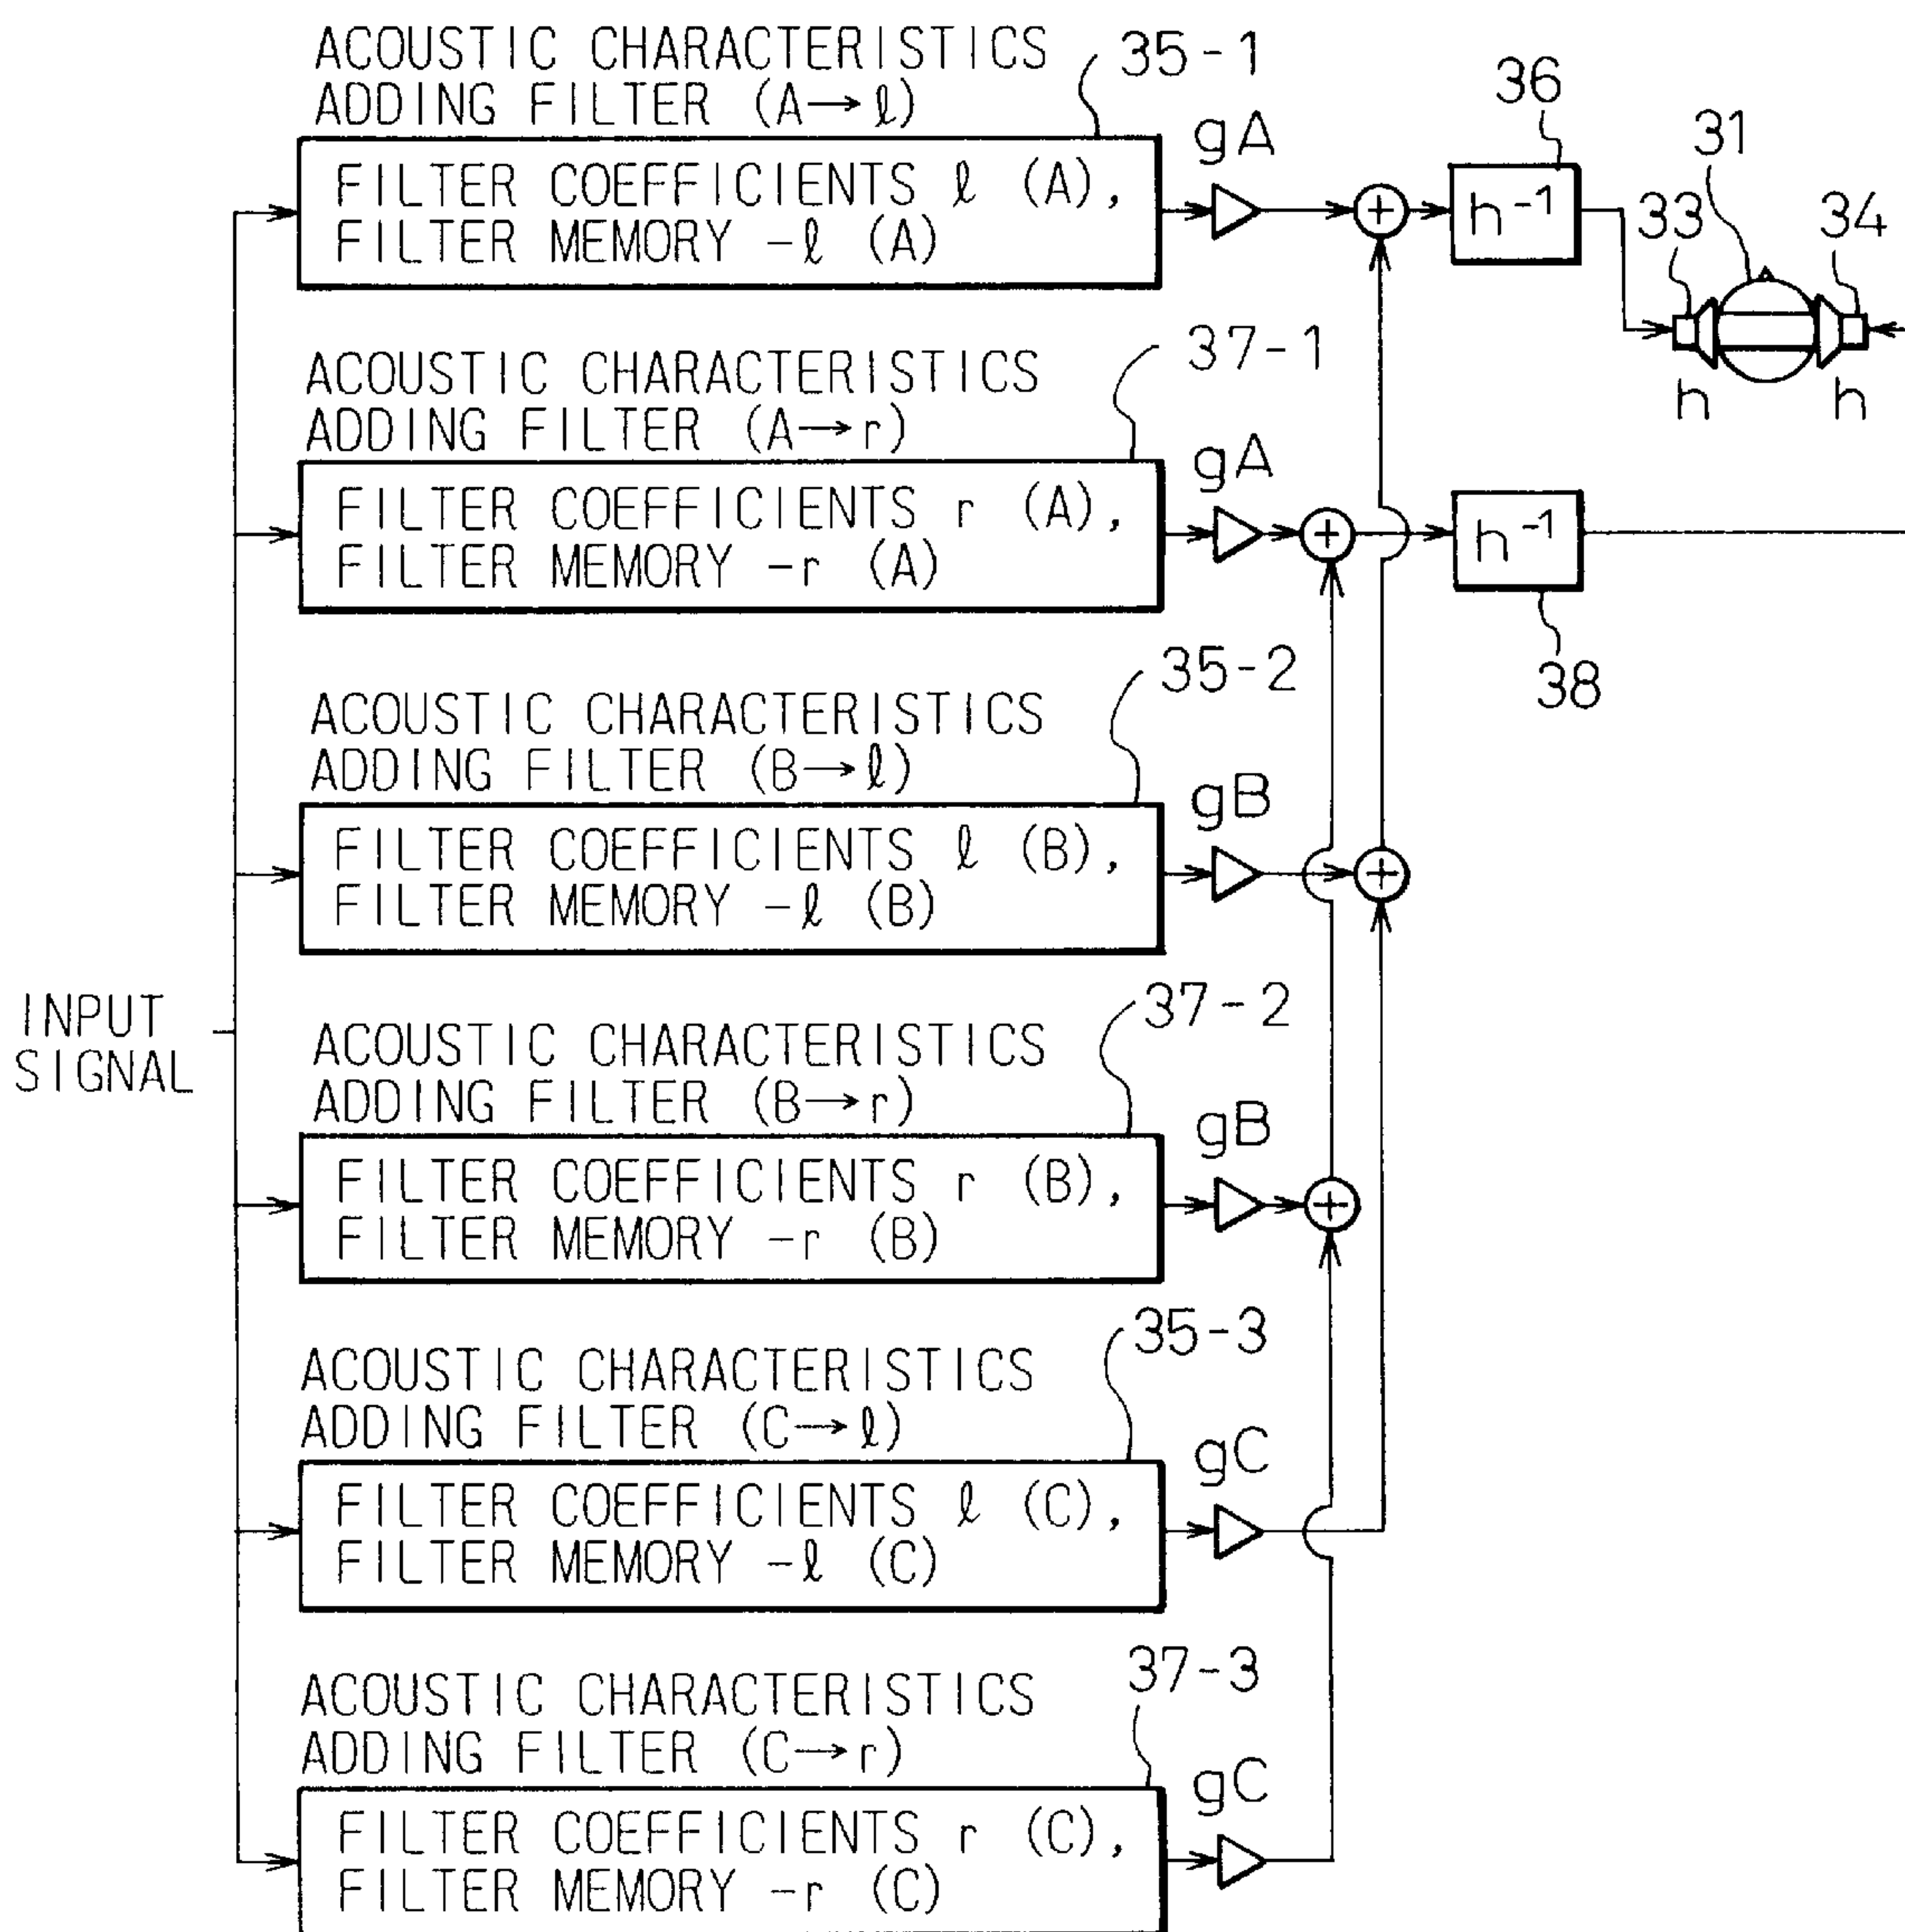 ACOUSTIC CHARACTERISTICS
ADDING FILTER (A→ℓ)
35-1
FILTER COEFFICIENTS ℓ (A),
FILTER MEMORY -ℓ (A)
gA
36
h⁻¹
31
33
34
h
h
ACOUSTIC CHARACTERISTICS
ADDING FILTER (A→r)
37-1
FILTER COEFFICIENTS r (A),
FILTER MEMORY -r (A)
gA
h⁻¹
38
ACOUSTIC CHARACTERISTICS
ADDING FILTER (B→ℓ)
35-2
FILTER COEFFICIENTS ℓ (B),
FILTER MEMORY -ℓ (B)
gB
INPUT
SIGNAL
ACOUSTIC CHARACTERISTICS
ADDING FILTER (B→r)
37-2
FILTER COEFFICIENTS r (B),
FILTER MEMORY -r (B)
gB
ACOUSTIC CHARACTERISTICS
ADDING FILTER (C→ℓ)
35-3
FILTER COEFFICIENTS ℓ (C),
FILTER MEMORY -ℓ (C)
gC
ACOUSTIC CHARACTERISTICS
ADDING FILTER (C→r)
37-3
FILTER COEFFICIENTS r (C),
FILTER MEMORY -r (C)
gC